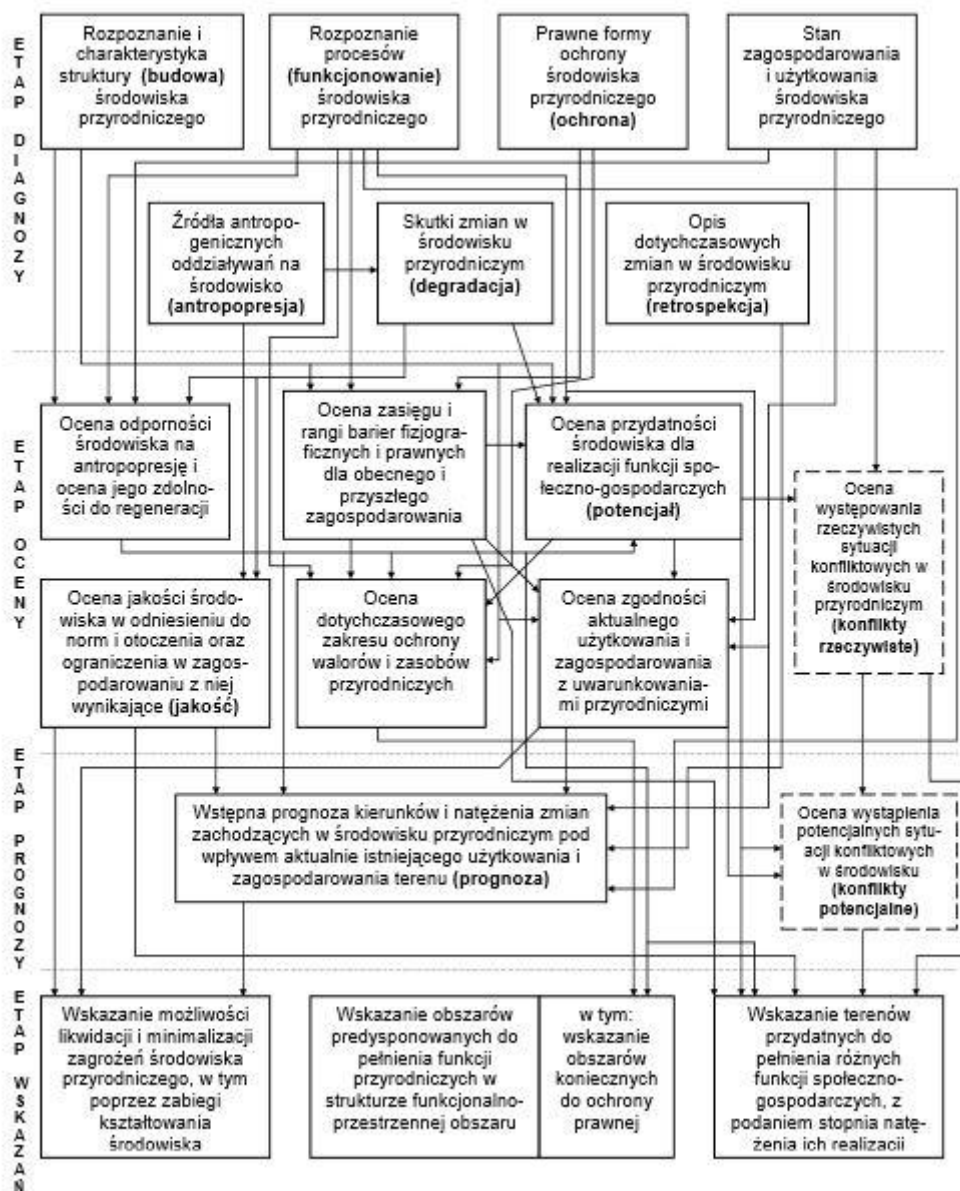 ETAP DIAGNOZY
Rozpoznanie i
charakterystyka
struktury (budowa)
środowiska
przyrodniczego
Rozpoznanie
procesów
(funkcjonowanie)
środowiska
przyrodniczego
Prawne formy
ochrony
środowiska
przyrodniczego
(ochrona)
Stan
zagospodarowania
i użytkowania
środowiska
przyrodniczego
Źródła antropo-
genicznych
oddziaływań na
środowisko
(antropopresja)
Skutki zmian w
środowisku
przyrodniczym
(degradacja)
Opis
dotychczasowych
zmian w środowisku
przyrodniczym
(retrospekcja)
ETAP OCENY
Ocena odporności
środowiska na
antropopresję i
ocena jego zdolno-
ści do regeneracji
Ocena zasięgu i
rangi barier fizjogra-
ficznych i prawnych
dla obecnego i
przyszłego
zagospodarowania
Ocena przydatności
środowiska dla
realizacji funkcji spo-
łeczno-gospodarczych
(potencjał)
Ocena
występowania
rzeczywistych
sytuacji
konfliktowych w
środowisku
przyrodniczym
(konflikty
rzeczywiste)
Ocena jakości środo-
wiska w odniesieniu do
norm i otoczenia oraz
ograniczenia w zagos-
podarowaniu z niej
wynikające (jakość)
Ocena
dotychczasowego
zakresu ochrony
walorów i zasobów
przyrodniczych
Ocena zgodności
aktualnego
użytkowania i
zagospodarowania
z uwarunkowania-
mi przyrodniczymi
ETAP PROGNOZY
Wstępna prognoza kierunków i natężenia zmian
zachodzących w środowisku przyrodniczym pod
wpływem aktualnie istniejącego użytkowania i
zagospodarowania terenu (prognoza)
Ocena wystąpienia
potencjalnych sytu-
acji konfliktowych
w środowisku
(konflikty
potencjalne)
ETAP WSKAZAŃ
Wskazanie możliwości
likwidacji i minimalizacji
zagrożeń środowiska
przyrodniczego, w tym
poprzez zabiegi
kształtowania
środowiska
Wskazanie obszarów
predysponowanych do
pełnienia funkcji
przyrodniczych w
strukturze funkcjonalno-
przestrzennej obszaru
w tym:
wskazanie
obszarów
koniecznych
do ochrony
prawnej
Wskazanie terenów
przydatnych do
pełnienia różnych
funkcji społeczno-
gospodarczych, z
podaniem stopnia natę-
żenia ich realizacji